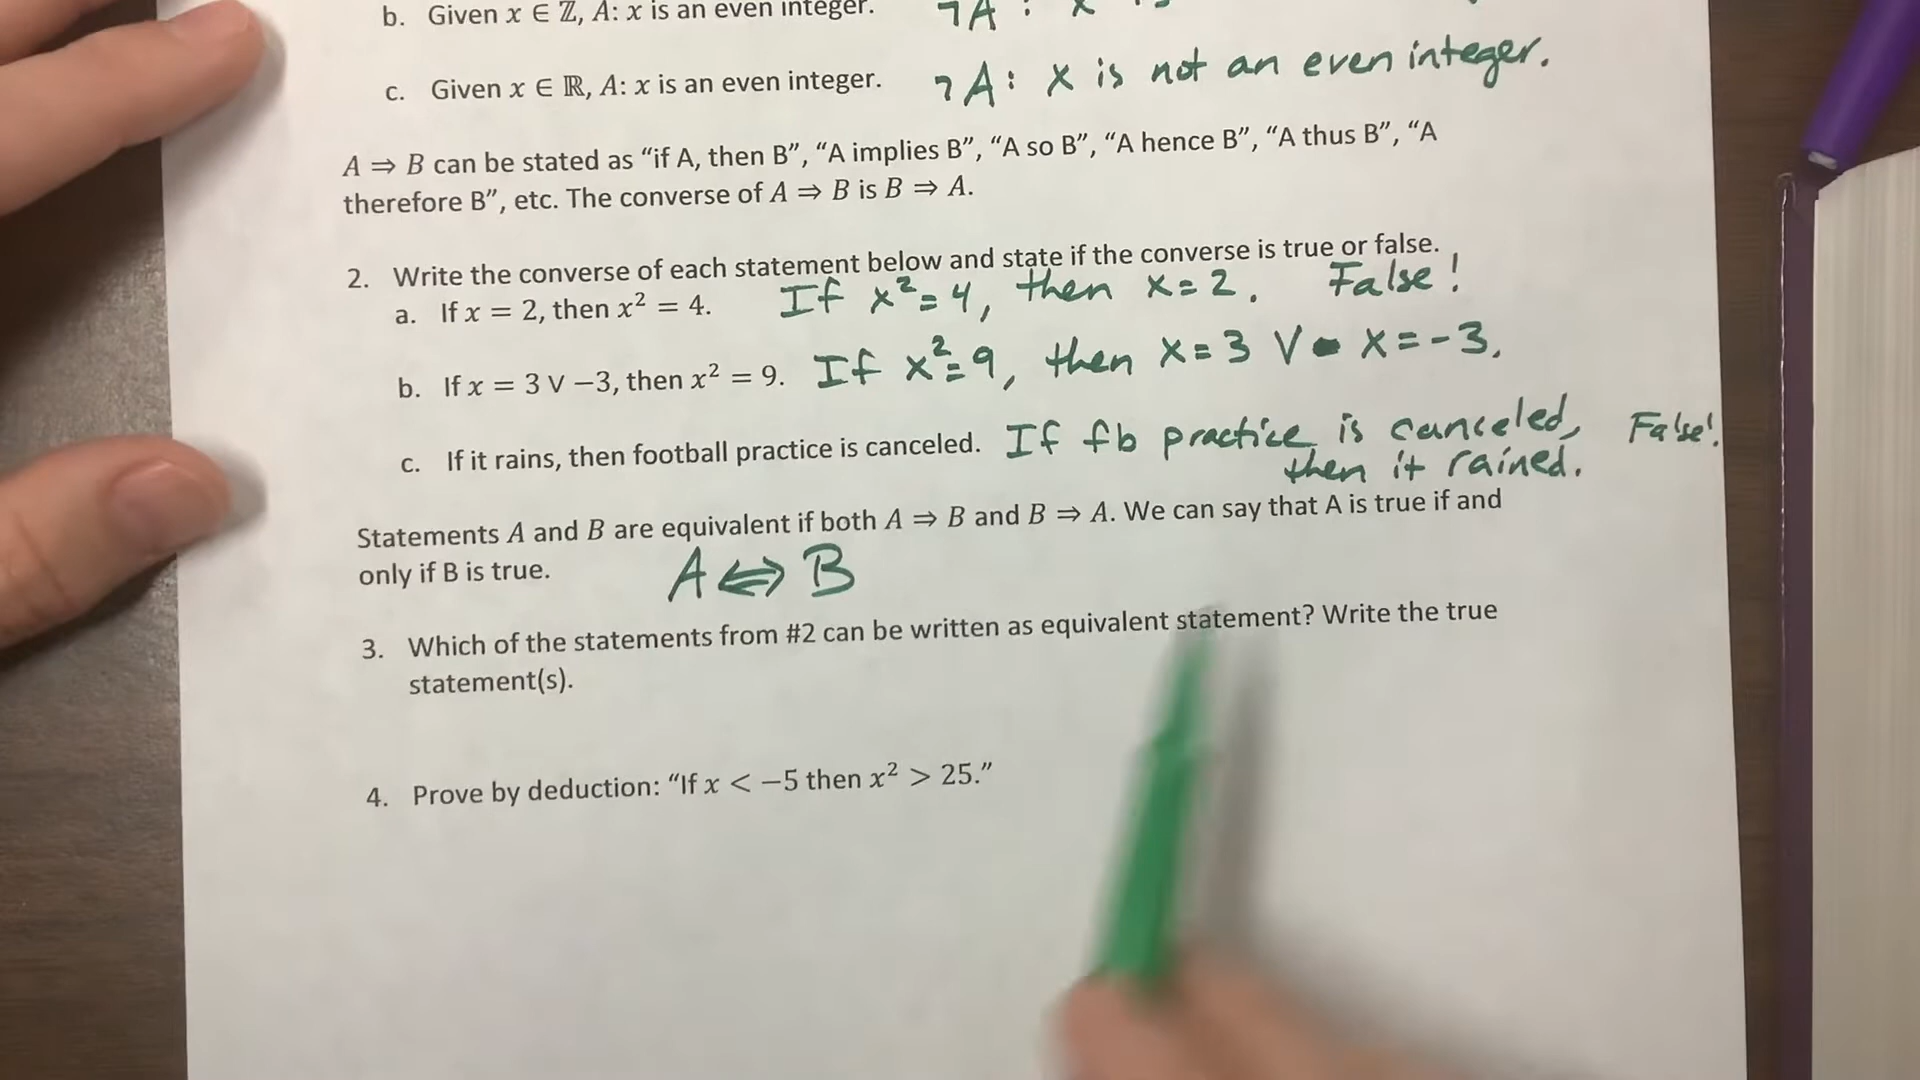 b. Given x ∈ ℤ, A: x is an even integer. ¬A: x
c. Given x ∈ ℝ, A: x is an even integer. ¬A: x is not an even integer.
A ⇒ B can be stated as “if A, then B”, “A implies B”, “A so B”, “A hence B”, “A thus B”, “A
therefore B”, etc. The converse of A ⇒ B is B ⇒ A.
2. Write the converse of each statement below and state if the converse is true or false.
a. If x = 2, then x² = 4. If x² = 4, then x = 2. False!
b. If x = 3 ∨ −3, then x² = 9. If x² = 9, then x = 3 ∨ x = -3.
c. If it rains, then football practice is canceled. If fb practice is canceled, False!
then it rained.
Statements A and B are equivalent if both A ⇒ B and B ⇒ A. We can say that A is true if and
only if B is true. A ⇔ B
3. Which of the statements from #2 can be written as equivalent statement? Write the true
statement(s).
4. Prove by deduction: “If x < −5 then x² > 25.”